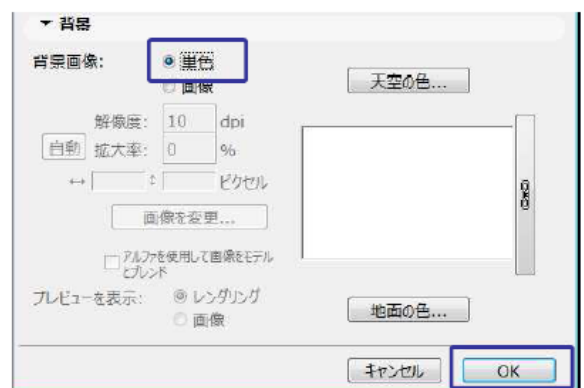 ▼ 背景
背景画像: 単色
天空の色...
画像
解像度: 10 dpi
自動 拡大率: 0 %
↔ ↕ ピクセル
画像を変更...
アルファを使用して画像をモデル
とブレンド
プレビューを表示: レンダリング
地面の色...
画像
キャンセル OK